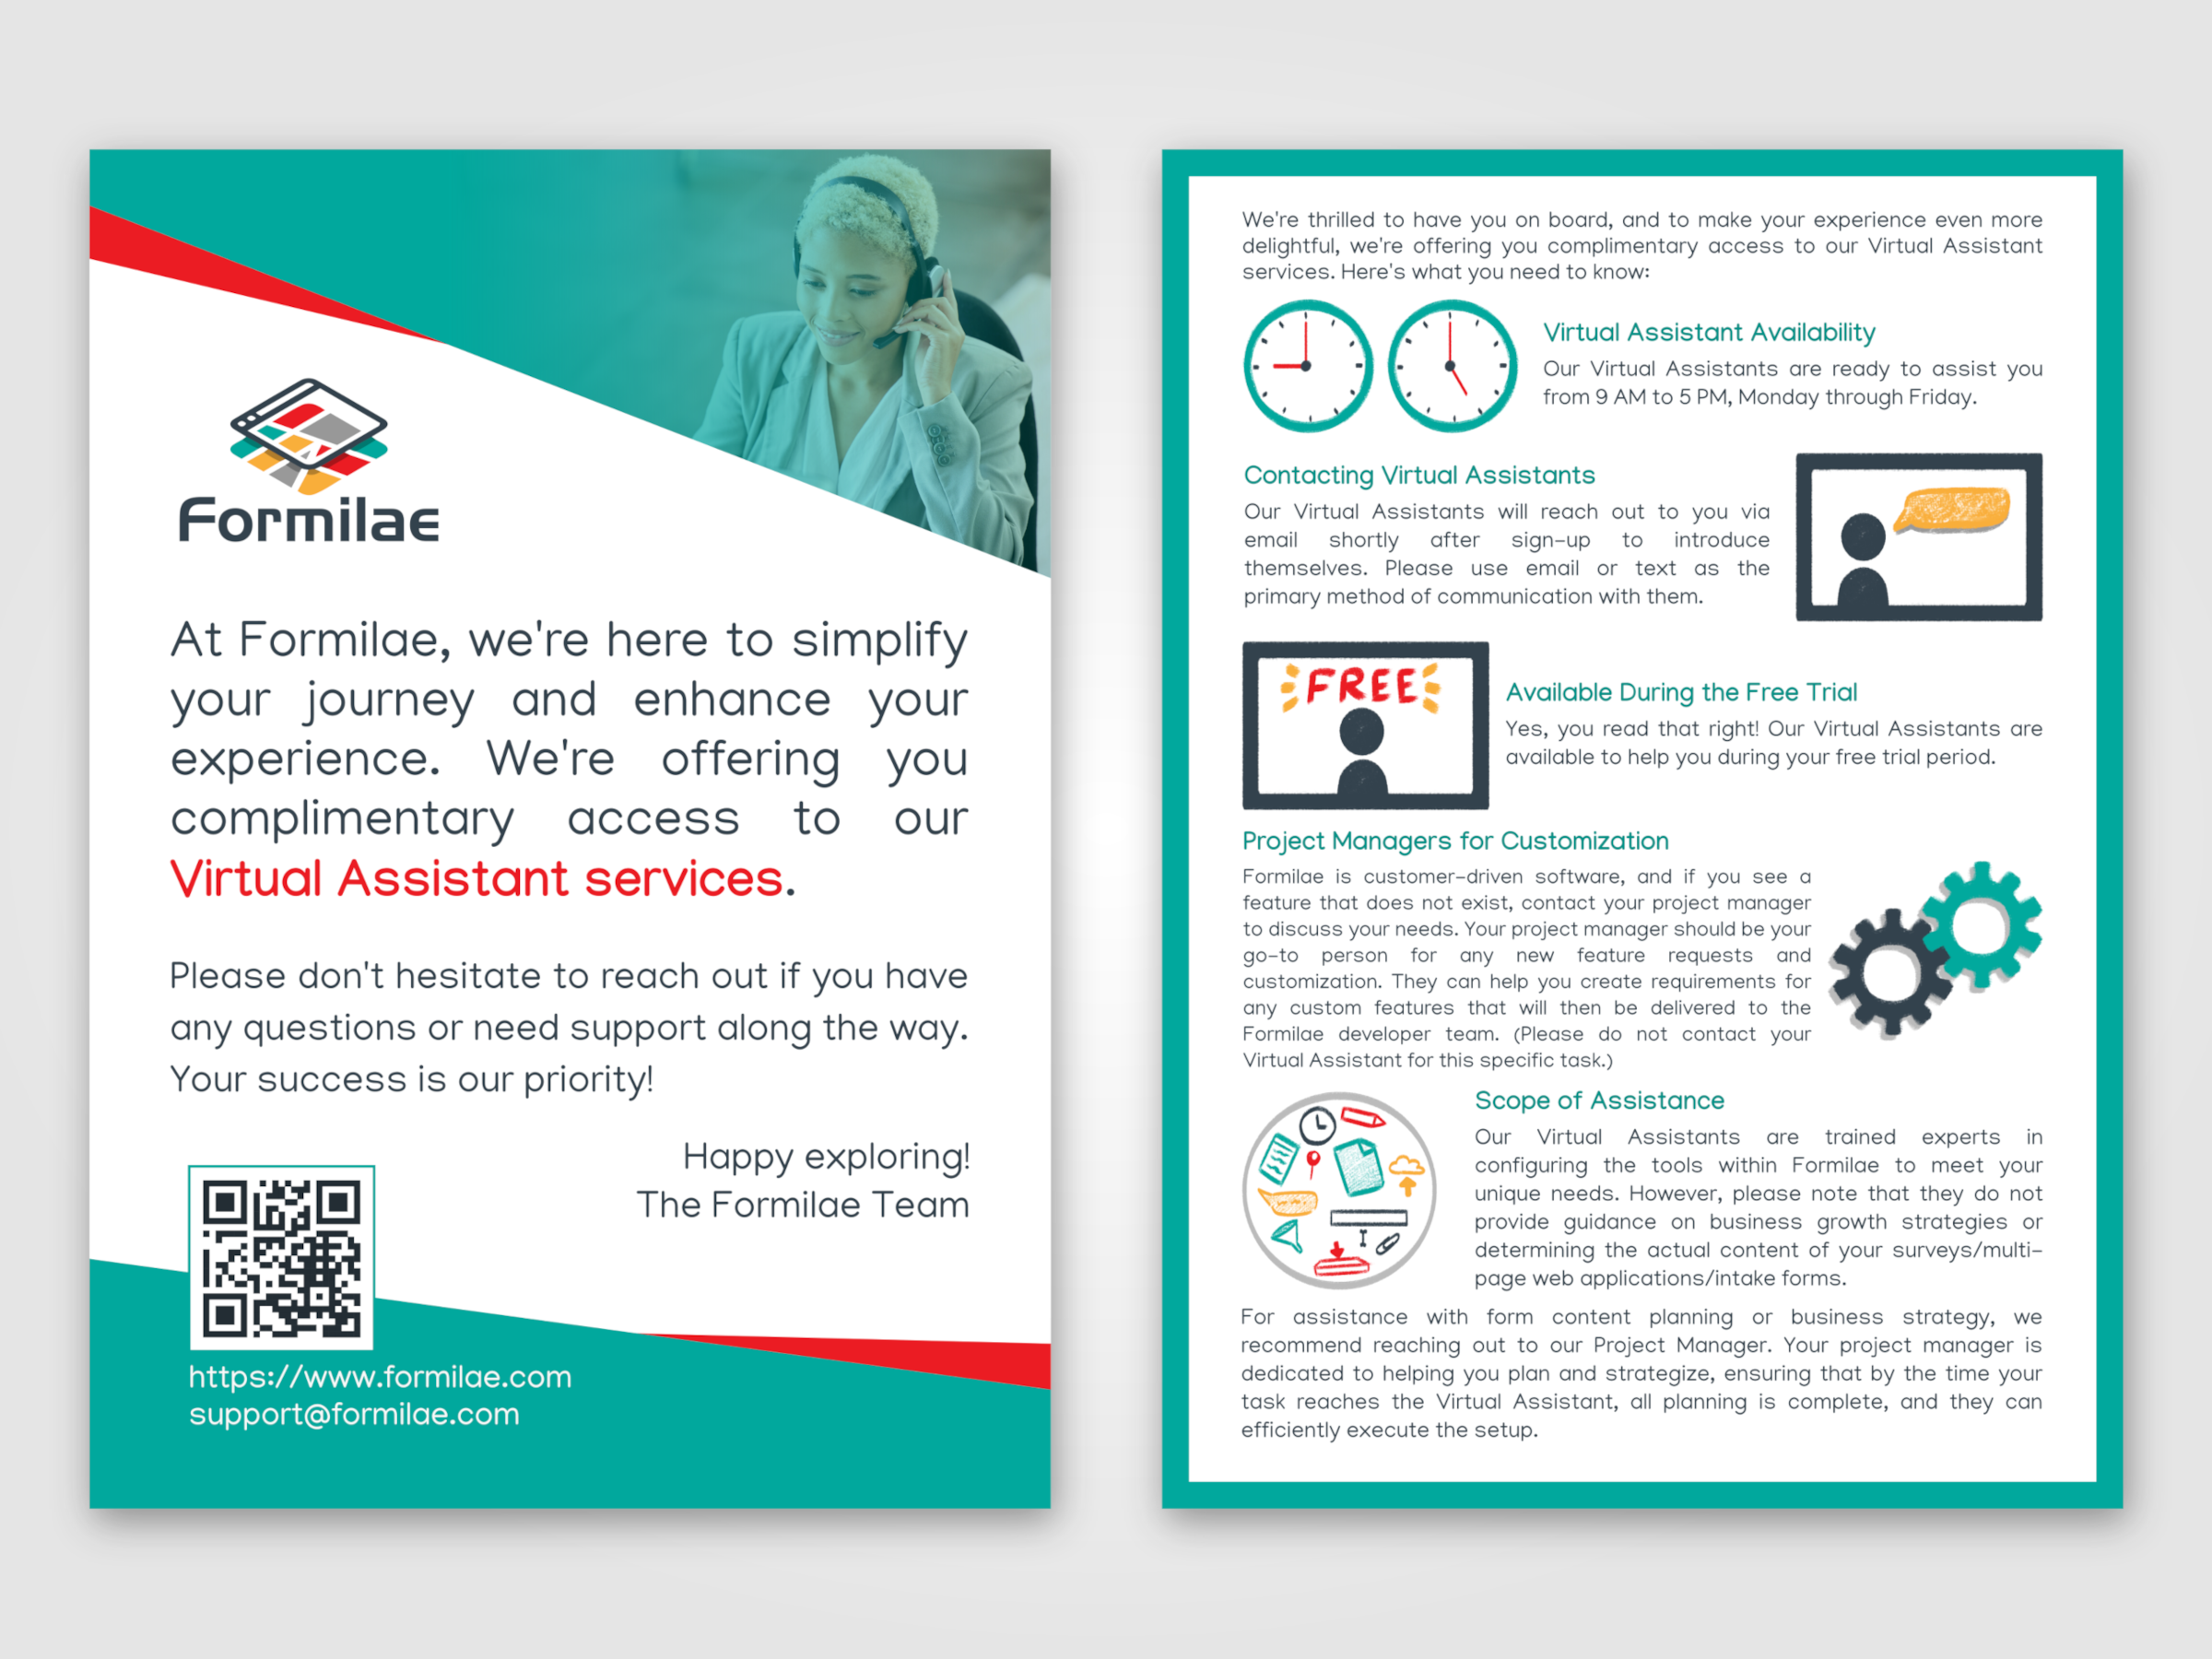 Formilae
At Formilae, we're here to simplify
your journey and enhance your
experience. We're offering you
complimentary access to our
Virtual Assistant services.
Please don't hesitate to reach out if you have
any questions or need support along the way.
Your success is our priority!
Happy exploring!
The Formilae Team
https://www.formilae.com
support@formilae.com
We're thrilled to have you on board, and to make your experience even more
delightful, we're offering you complimentary access to our Virtual Assistant
services. Here's what you need to know:
Virtual Assistant Availability
Our Virtual Assistants are ready to assist you
from 9 AM to 5 PM, Monday through Friday.
Contacting Virtual Assistants
Our Virtual Assistants will reach out to you via
email shortly after sign-up to introduce
themselves. Please use email or text as the
primary method of communication with them.
FREE
Available During the Free Trial
Yes, you read that right! Our Virtual Assistants are
available to help you during your free trial period.
Project Managers for Customization
Formilae is customer-driven software, and if you see a
feature that does not exist, contact your project manager
to discuss your needs. Your project manager should be your
go-to person for any new feature requests and
customization. They can help you create requirements for
any custom features that will then be delivered to the
Formilae developer team. (Please do not contact your
Virtual Assistant for this specific task.)
Scope of Assistance
Our Virtual Assistants are trained experts in
configuring the tools within Formilae to meet your
unique needs. However, please note that they do not
provide guidance on business growth strategies or
determining the actual content of your surveys/multi-
page web applications/intake forms.
For assistance with form content planning or business strategy, we
recommend reaching out to our Project Manager. Your project manager is
dedicated to helping you plan and strategize, ensuring that by the time your
task reaches the Virtual Assistant, all planning is complete, and they can
efficiently execute the setup.